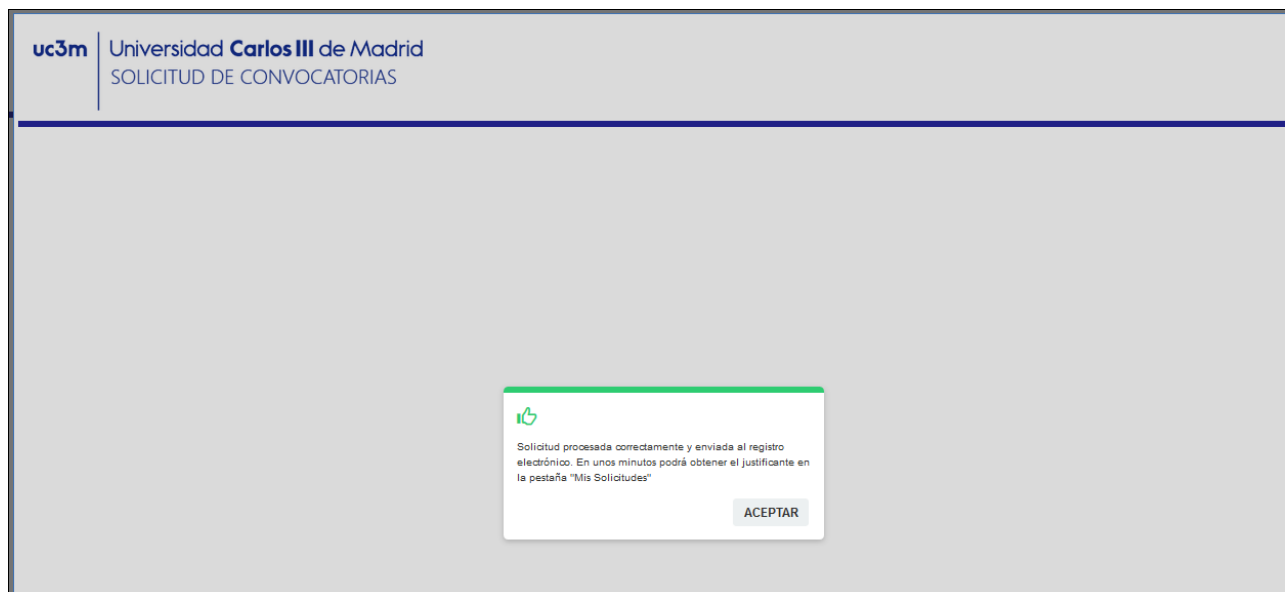 uc3m
Universidad Carlos III de Madrid
SOLICITUD DE CONVOCATORIAS
Solicitud procesada correctamente y enviada al registro
electrónico. En unos minutos podrá obtener el justificante en
la pestaña "Mis Solicitudes"
ACEPTAR